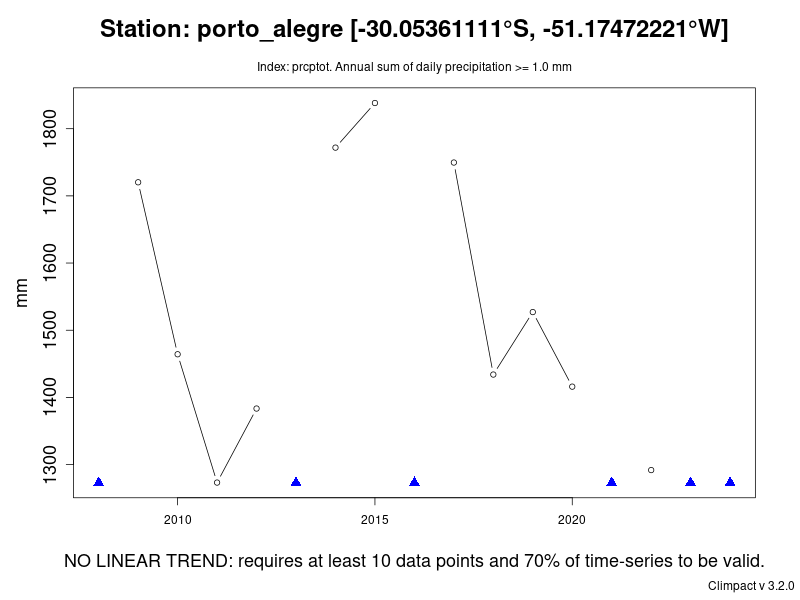 Station: porto_alegre [-30.05361111°S, -51.17472221°W]
Index: prcptot. Annual sum of daily precipitation >= 1.0 mm
1800
1700
1600
1500
1400
1300
mm
2010
2015
2020
NO LINEAR TREND: requires at least 10 data points and 70% of time-series to be valid.
Climpact v 3.2.0